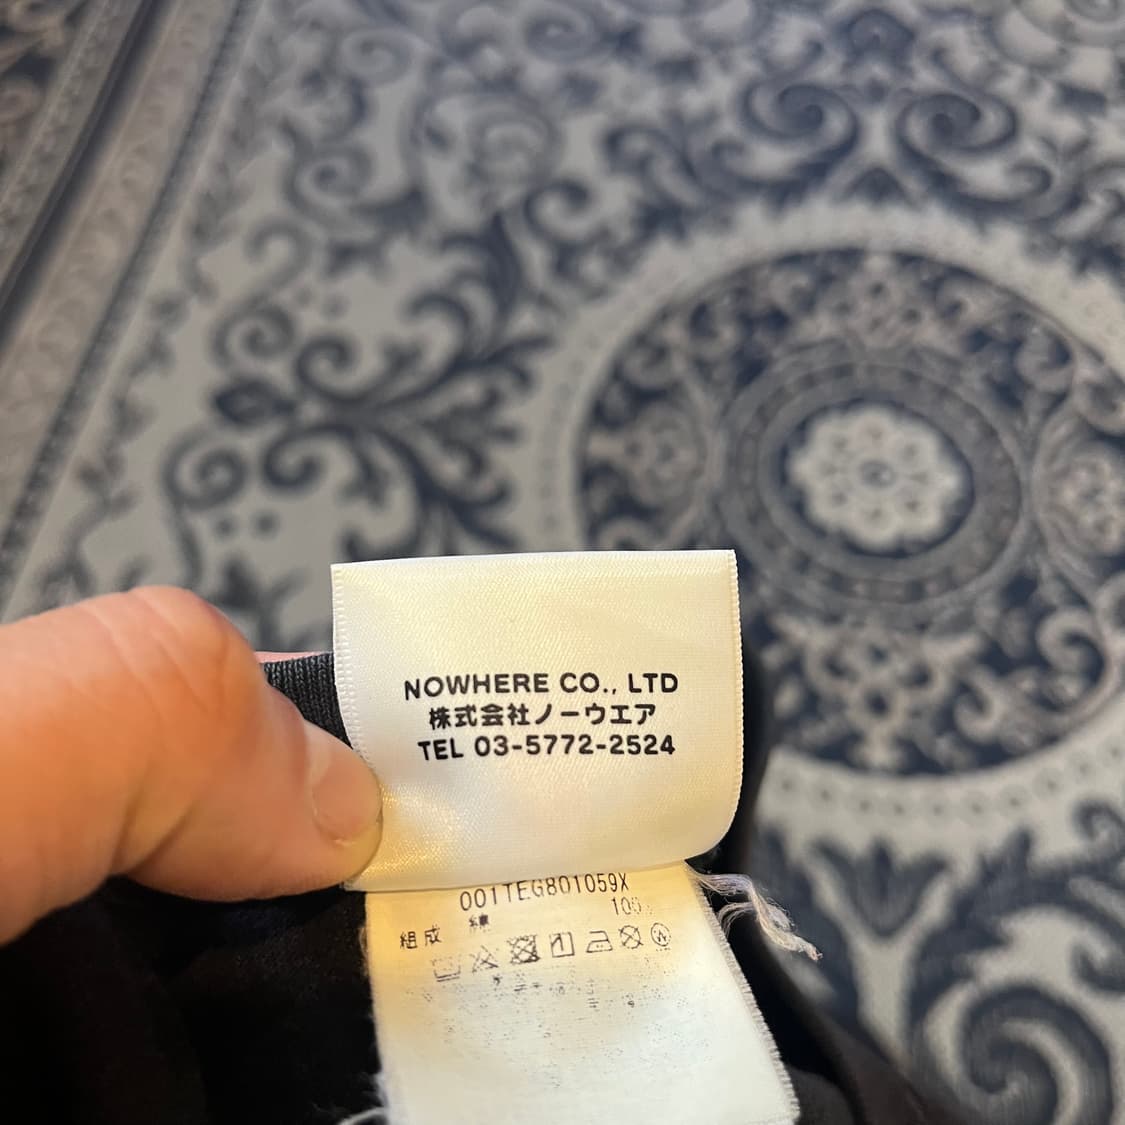 NOWHERE CO., LTD
株式会社ノーウエア
TEL 03-5772-2524
001TEG801059X
組成 綿 100